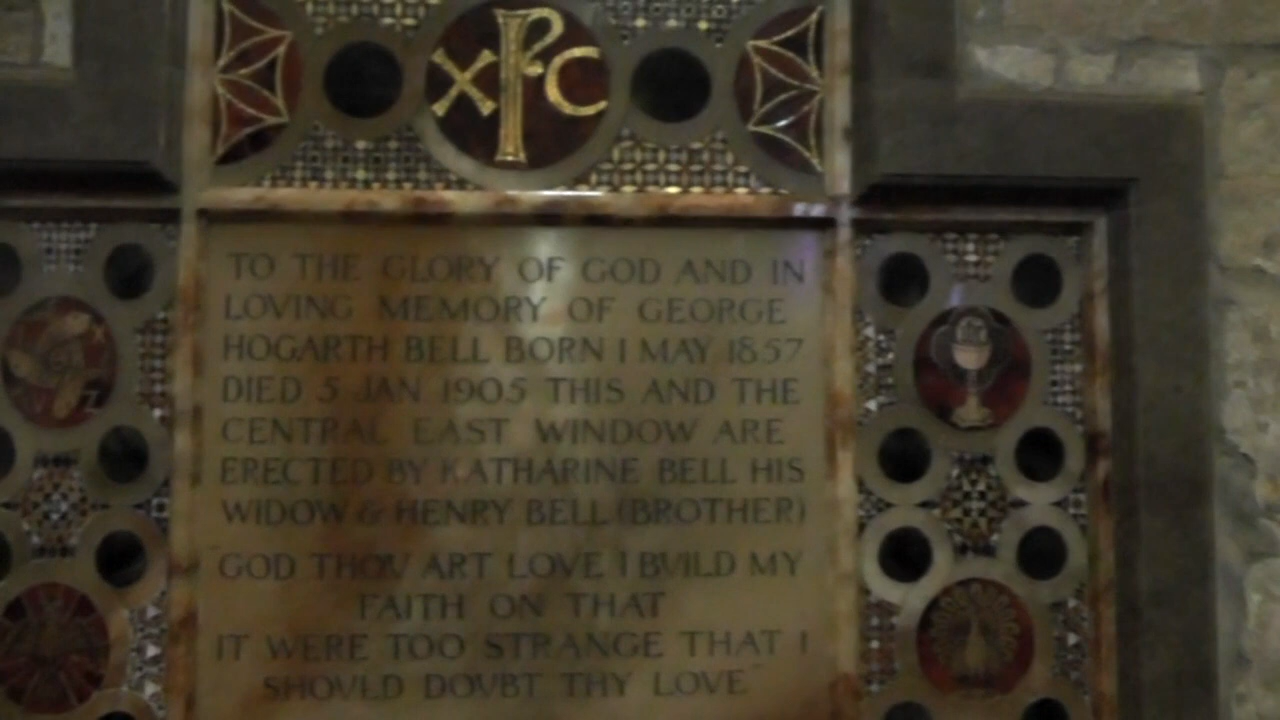 XPC
TO THE GLORY OF GOD AND IN
LOVING MEMORY OF GEORGE
HOGARTH BELL BORN 1 MAY 1857
DIED 5 JAN 1905 THIS AND THE
CENTRAL EAST WINDOW ARE
ERECTED BY KATHARINE BELL HIS
WIDOW & HENRY BELL (BROTHER)
"GOD THOV ART LOVE I BVILD MY
FAITH ON THAT
IT WERE TOO STRANGE THAT I
SHOVLD DOVBT THY LOVE"